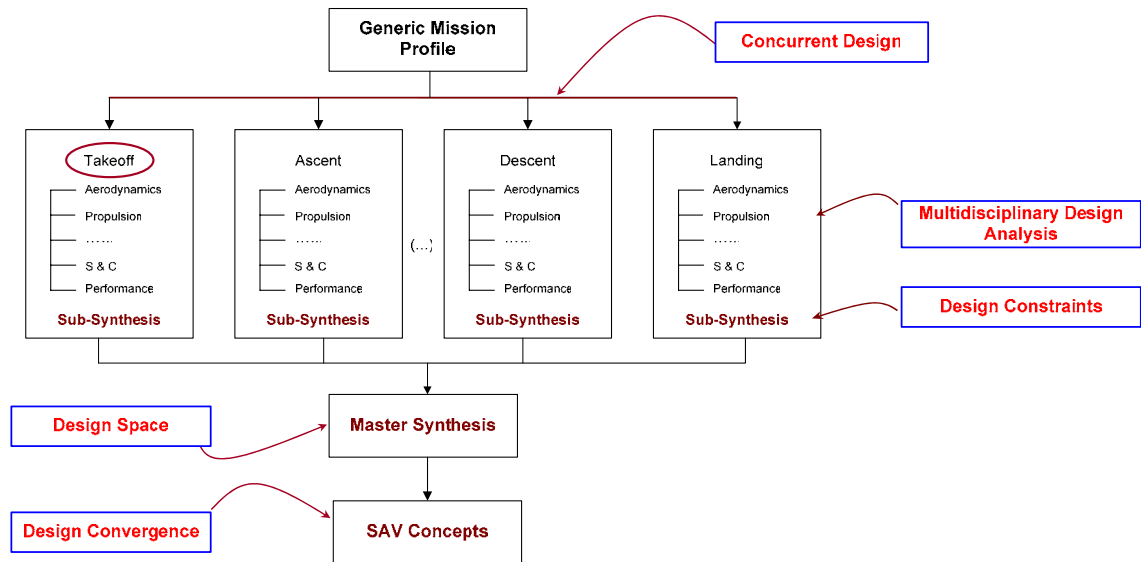 Generic Mission
Profile
Concurrent Design
Takeoff
Aerodynamics
Propulsion
......
S & C
Performance
Sub-Synthesis
Ascent
Aerodynamics
Propulsion
......
S & C
Performance
Sub-Synthesis
(...)
Descent
Aerodynamics
Propulsion
......
S & C
Performance
Sub-Synthesis
Landing
Aerodynamics
Propulsion
......
S & C
Performance
Sub-Synthesis
Multidisciplinary Design
Analysis
Design Constraints
Design Space
Master Synthesis
Design Convergence
SAV Concepts